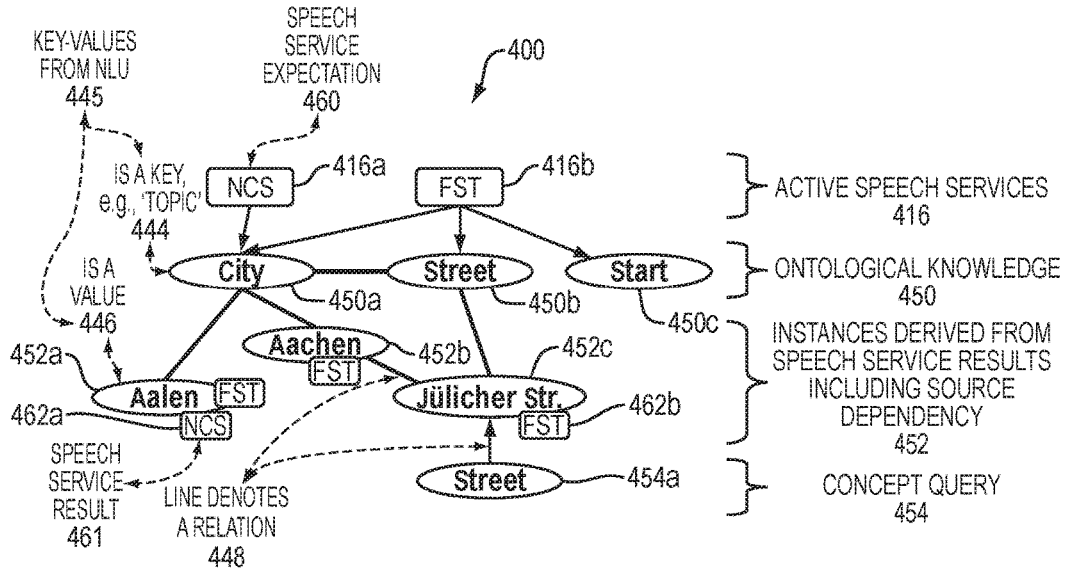 KEY-VALUES
FROM NLU
445
SPEECH
SERVICE
EXPECTATION
460
400
IS A KEY,
e.g., 'TOPIC'
444
NCS
416a
FST
416b
ACTIVE SPEECH SERVICES
416
City
450a
Street
450b
Start
450c
ONTOLOGICAL KNOWLEDGE
450
IS A
VALUE
446
452a
Aalen
FST
NCS
462a
Aachen
FST
452b
452c
Jülicher Str.
FST
462b
INSTANCES DERIVED FROM
SPEECH SERVICE RESULTS
INCLUDING SOURCE
DEPENDENCY
452
SPEECH
SERVICE
RESULT
461
LINE DENOTES
A RELATION
448
Street
454a
CONCEPT QUERY
454